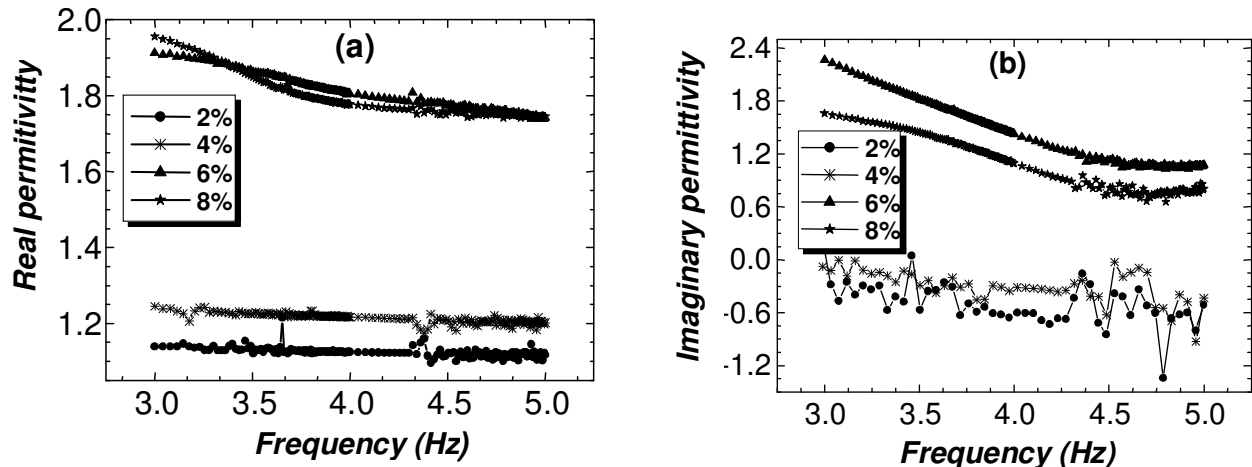 (a)
Real permitivitty
2.0
1.8
1.6
1.4
1.2
2%
4%
6%
8%
3.0 3.5 4.0 4.5 5.0
Frequency (Hz)
(b)
Imaginary permittivity
2.4
1.8
1.2
0.6
0.0
-0.6
-1.2
2%
4%
6%
8%
3.0 3.5 4.0 4.5 5.0
Frequency (Hz)